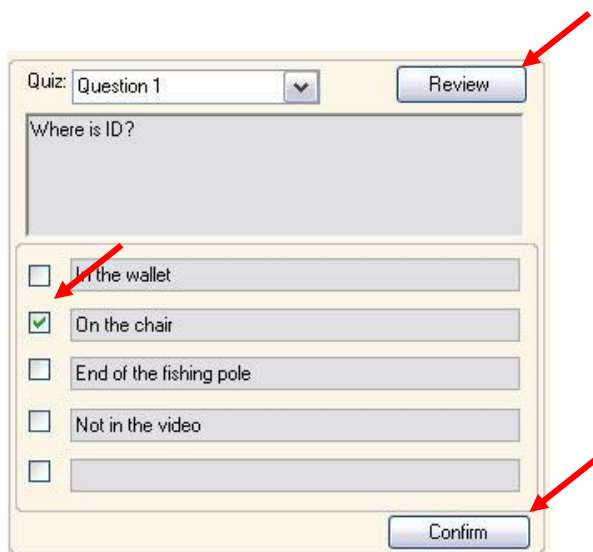 Quiz: Question 1 Review
Where is ID?
In the wallet
On the chair
End of the fishing pole
Not in the video
Confirm